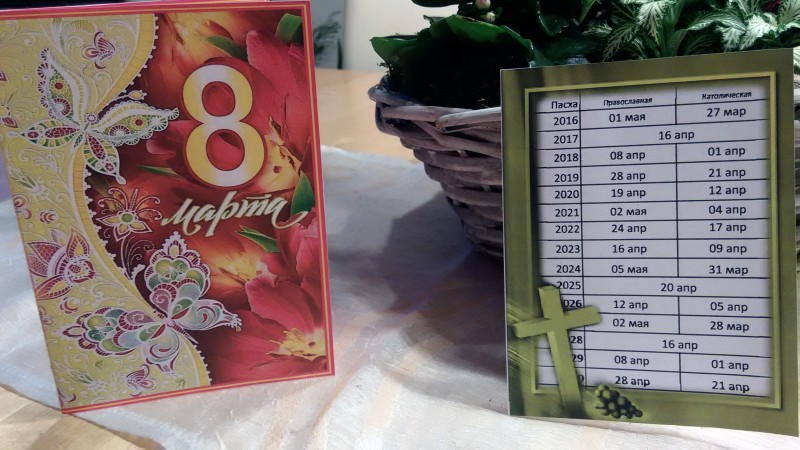 8
марта
Пасха Православная Католическая
2016 01 мая 27 мар
2017 16 апр
2018 08 апр 01 апр
2019 28 апр 21 апр
2020 19 апр 12 апр
2021 02 мая 04 апр
2022 24 апр 17 апр
2023 16 апр 09 апр
2024 05 мая 31 мар
2025 20 апр
026 12 апр 05 апр
02 мая 28 мар
28 16 апр
29 08 апр 01 апр
28 апр 21 апр